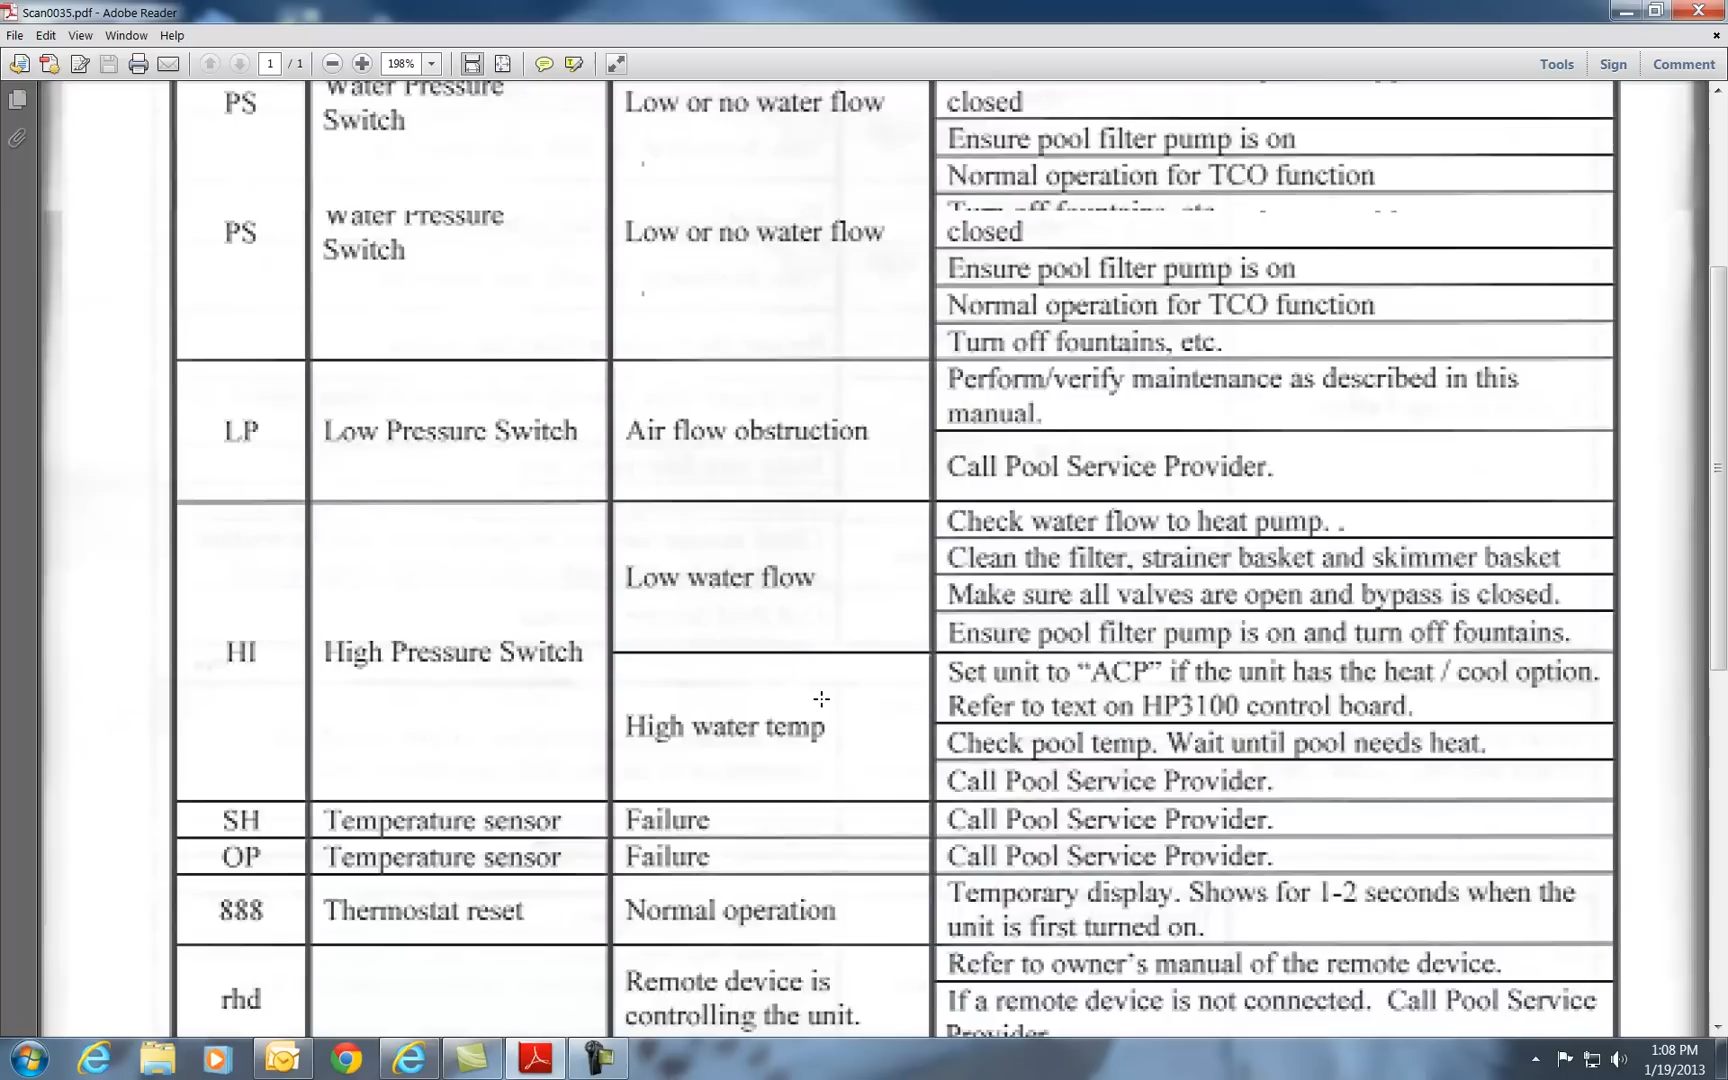 Scan0035.pdf - Adobe Reader
File Edit View Window Help
1 / 1 198% Tools Sign Comment
PS
Water Pressure
Switch
Low or no water flow
closed
Ensure pool filter pump is on
Normal operation for TCO function
Turn off fountains, etc.
PS
Water Pressure
Switch
Low or no water flow
closed
Ensure pool filter pump is on
Normal operation for TCO function
Turn off fountains, etc.
LP
Low Pressure Switch
Air flow obstruction
Perform/verify maintenance as described in this
manual.
Call Pool Service Provider.
HI
High Pressure Switch
Low water flow
Check water flow to heat pump. .
Clean the filter, strainer basket and skimmer basket
Make sure all valves are open and bypass is closed.
Ensure pool filter pump is on and turn off fountains.
High water temp
Set unit to “ACP” if the unit has the heat / cool option.
Refer to text on HP3100 control board.
Check pool temp. Wait until pool needs heat.
Call Pool Service Provider.
SH Temperature sensor Failure Call Pool Service Provider.
OP Temperature sensor Failure Call Pool Service Provider.
888 Thermostat reset Normal operation
Temporary display. Shows for 1-2 seconds when the
unit is first turned on.
rhd
Remote device is
controlling the unit.
Refer to owner’s manual of the remote device.
If a remote device is not connected. Call Pool Service
Provider
1:08 PM
1/19/2013